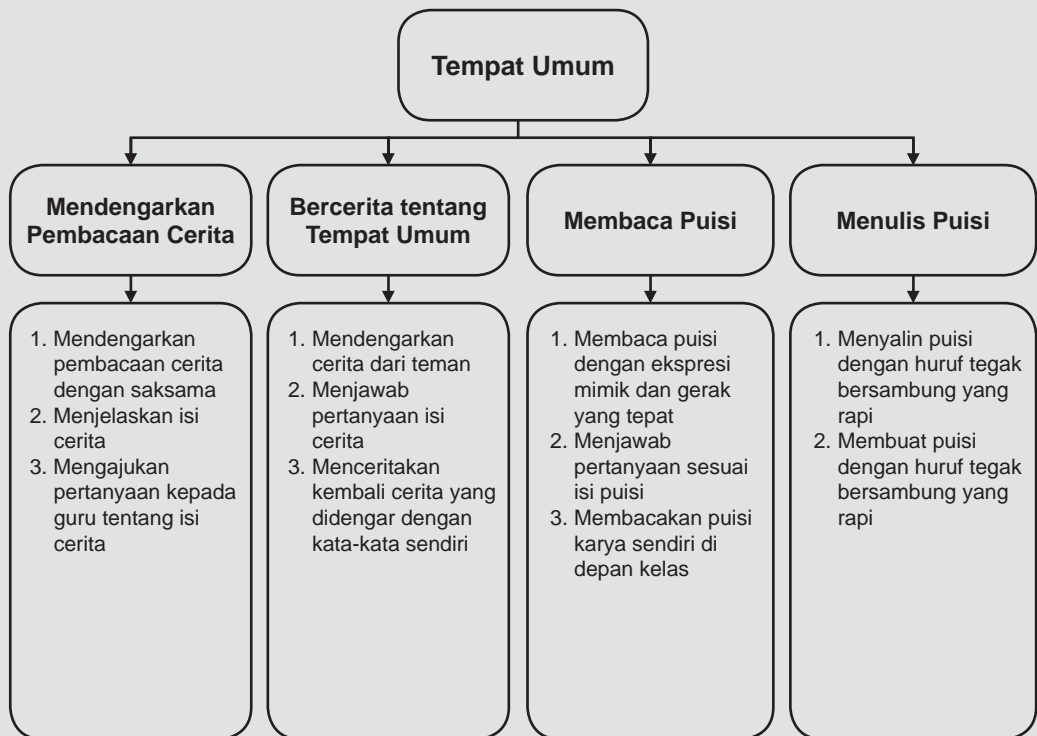 Tempat Umum
Mendengarkan
Pembacaan Cerita
Bercerita tentang
Tempat Umum
Membaca Puisi
Menulis Puisi
1. Mendengarkan
pembacaan cerita
dengan saksama
2. Menjelaskan isi
cerita
3. Mengajukan
pertanyaan kepada
guru tentang isi
cerita
1. Mendengarkan
cerita dari teman
2. Menjawab
pertanyaan isi
cerita
3. Menceritakan
kembali cerita yang
didengar dengan
kata-kata sendiri
1. Membaca puisi
dengan ekspresi
mimik dan gerak
yang tepat
2. Menjawab
pertanyaan sesuai
isi puisi
3. Membacakan puisi
karya sendiri di
depan kelas
1. Menyalin puisi
dengan huruf tegak
bersambung yang
rapi
2. Membuat puisi
dengan huruf tegak
bersambung yang
rapi